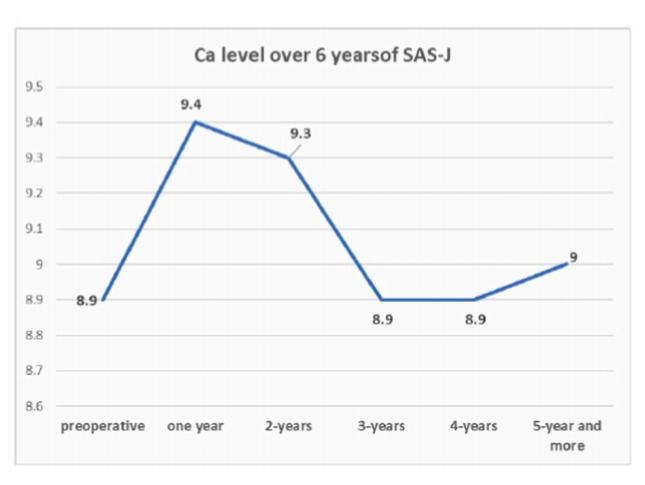 Ca level over 6 yearsof SAS-J
9.5
9.4
9.3
9.2
9.1
9
8.9
8.8
8.7
8.6
8.9
9.4
9.3
8.9
8.9
9
preoperative
one year
2-years
3-years
4-years
5-year and
more